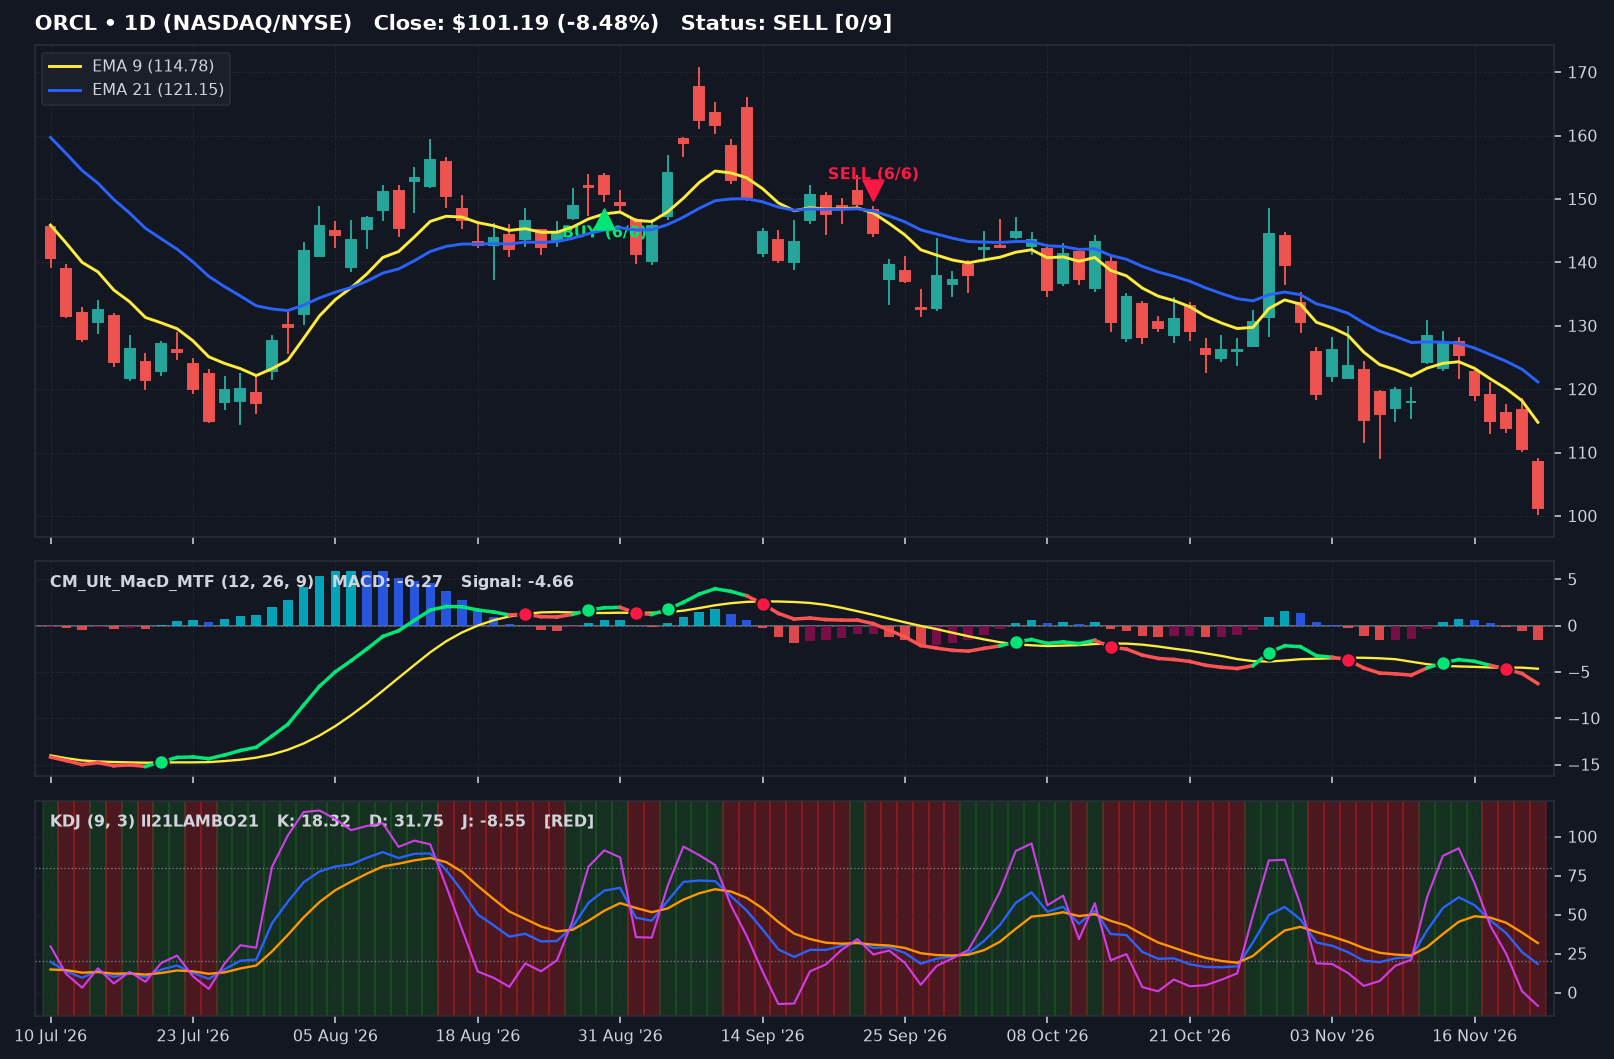 ORCL • 1D (NASDAQ/NYSE)   Close: $101.19 (-8.48%)   Status: SELL [0/9]
EMA 9 (114.78)
EMA 21 (121.15)
170
160
150
140
130
120
110
100
SELL (6/6)
BUY (6/6)
CM_Ult_MacD_MTF (12, 26, 9)   MACD: -6.27   Signal: -4.66
5
0
−5
−10
−15
KDJ (9, 3) II21LAMBO21   K: 18.32   D: 31.75   J: -8.55   [RED]
100
75
50
25
0
10 Jul '26
23 Jul '26
05 Aug '26
18 Aug '26
31 Aug '26
14 Sep '26
25 Sep '26
08 Oct '26
21 Oct '26
03 Nov '26
16 Nov '26